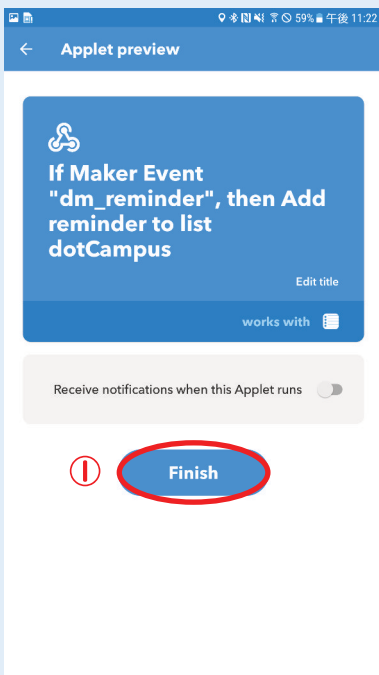 59% 午後 11:22
Applet preview
If Maker Event
"dm_reminder", then Add
reminder to list
dotCampus
Edit title
works with
Receive notifications when this Applet runs
① Finish